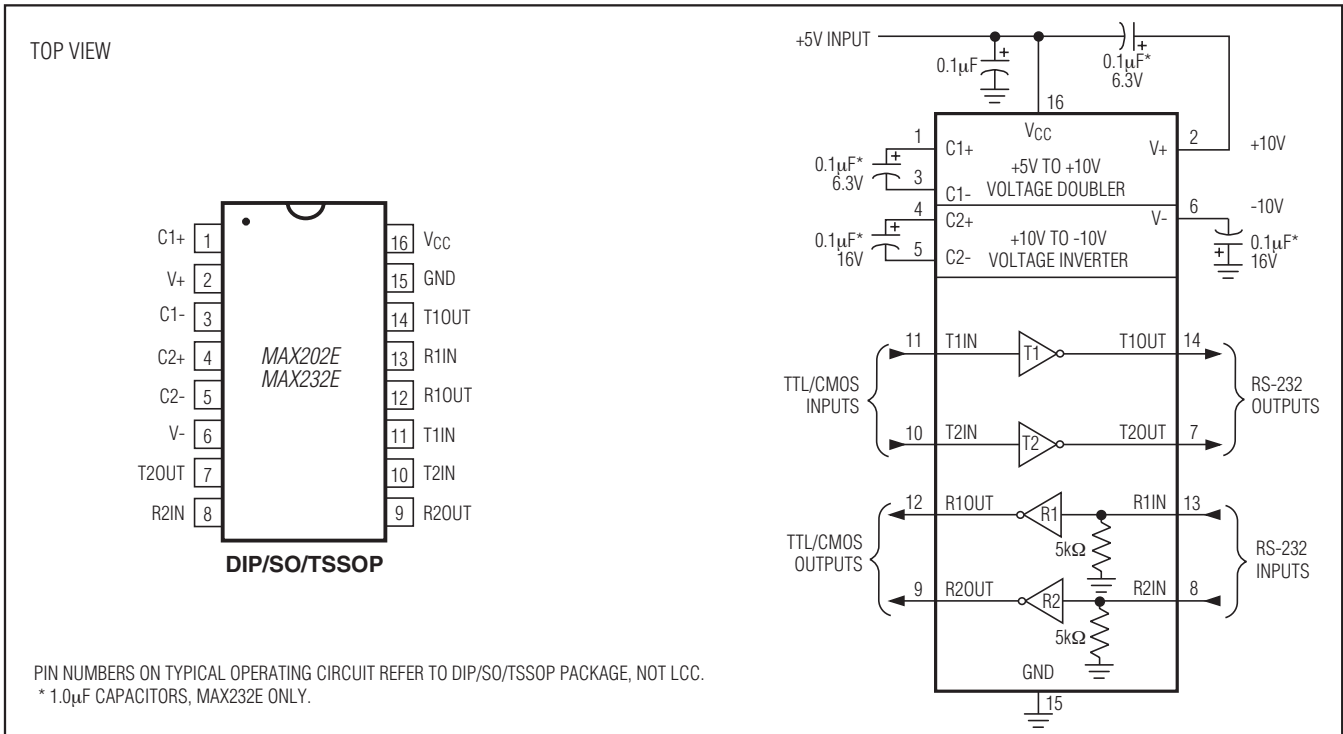 TOP VIEW
C1+ 1
V+ 2
C1- 3
C2+ 4
C2- 5
V- 6
T2OUT 7
R2IN 8
MAX202E
MAX232E
16 VCC
15 GND
14 T1OUT
13 R1IN
12 R1OUT
11 T1IN
10 T2IN
9 R2OUT
DIP/SO/TSSOP
+5V INPUT
0.1µF
+
+
0.1µF*
6.3V
16
VCC
1
C1+
+
0.1µF*
6.3V
3
C1-
+5V TO +10V
VOLTAGE DOUBLER
V+
2
+10V
4
C2+
+
0.1µF*
16V
5
C2-
+10V TO -10V
VOLTAGE INVERTER
V-
6
-10V
+
0.1µF*
16V
TTL/CMOS
INPUTS
11 T1IN T1 T1OUT 14
10 T2IN T2 T2OUT 7
RS-232
OUTPUTS
TTL/CMOS
OUTPUTS
12 R1OUT R1 R1IN 13
5kΩ
9 R2OUT R2 R2IN 8
5kΩ
RS-232
INPUTS
GND
15
PIN NUMBERS ON TYPICAL OPERATING CIRCUIT REFER TO DIP/SO/TSSOP PACKAGE, NOT LCC.
* 1.0µF CAPACITORS, MAX232E ONLY.